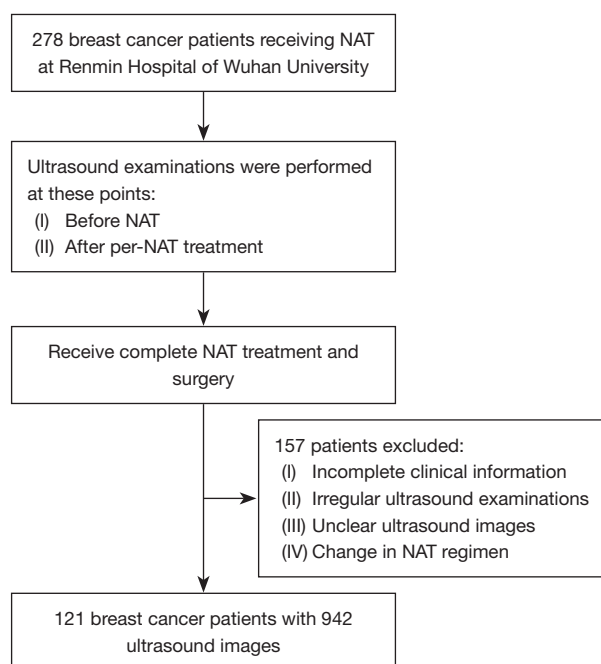 278 breast cancer patients receiving NAT
at Renmin Hospital of Wuhan University
Ultrasound examinations were performed
at these points:
(I) Before NAT
(II) After per-NAT treatment
Receive complete NAT treatment and
surgery
157 patients excluded:
(I) Incomplete clinical information
(II) Irregular ultrasound examinations
(III) Unclear ultrasound images
(IV) Change in NAT regimen
121 breast cancer patients with 942
ultrasound images